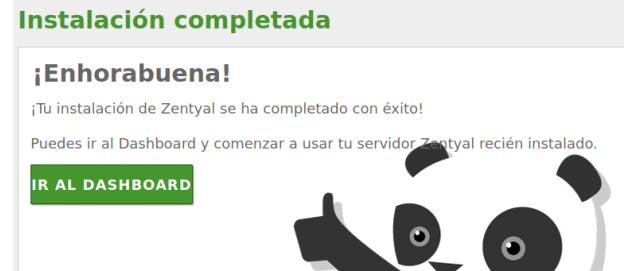 Instalación completada
¡Enhorabuena!
¡Tu instalación de Zentyal se ha completado con éxito!
Puedes ir al Dashboard y comenzar a usar tu servidor Zentyal recién instalado.
IR AL DASHBOARD